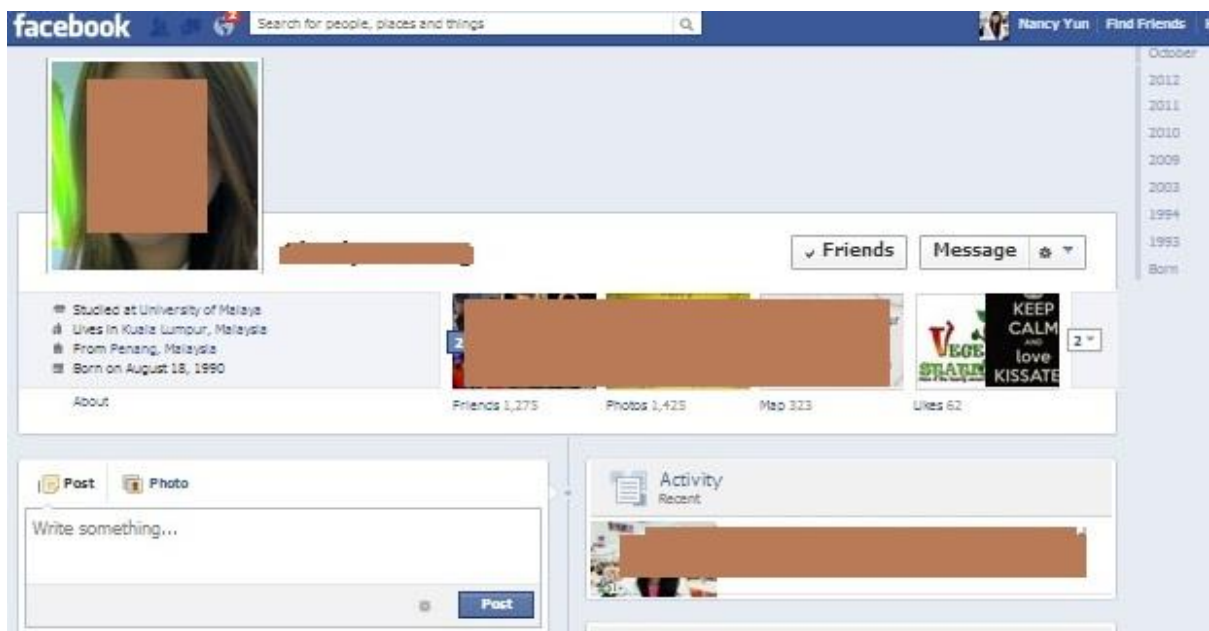 facebook
2
Search for people, places and things
Nancy Yun
Find Friends
October
2012
2011
2010
2009
2003
1994
1993
Born
Friends
Message
Studied at University of Malaya
Lives in Kuala Lumpur, Malaysia
From Penang, Malaysia
Born on August 18, 1990
About
2
KEEP
CALM
AND
love
KISSATE
2
Friends 1,275
Photos 1,425
Map 323
Likes 62
Post
Photo
Write something...
Post
Activity
Recent